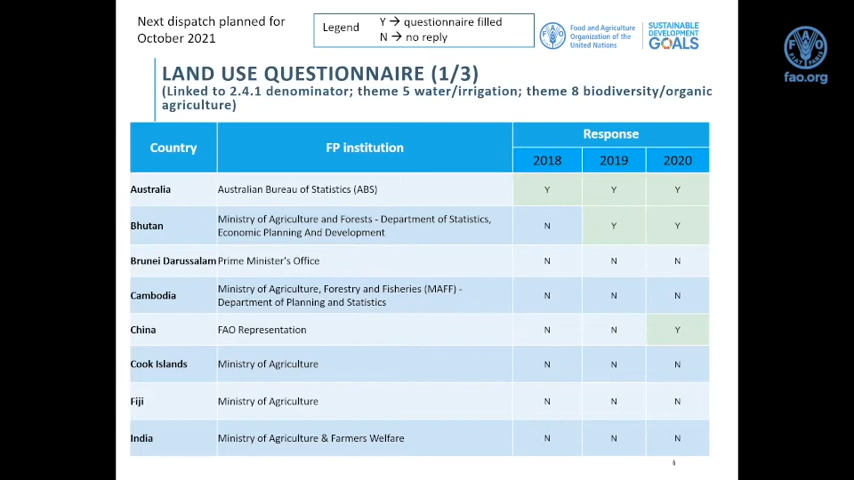 Next dispatch planned for
October 2021
Legend
Y → questionnaire filled
N → no reply
Food and Agriculture
Organization of the
United Nations
SUSTAINABLE
DEVELOPMENT
GOALS
fao.org
LAND USE QUESTIONNAIRE (1/3)
(Linked to 2.4.1 denominator; theme 5 water/irrigation; theme 8 biodiversity/organic
agriculture)
Country FP institution Response
2018 2019 2020
Australia Australian Bureau of Statistics (ABS) Y Y Y
Bhutan Ministry of Agriculture and Forests - Department of Statistics,
Economic Planning And Development N Y Y
Brunei Darussalam Prime Minister's Office N N N
Cambodia Ministry of Agriculture, Forestry and Fisheries (MAFF) -
Department of Planning and Statistics N N N
China FAO Representation N N Y
Cook Islands Ministry of Agriculture N N N
Fiji Ministry of Agriculture N N N
India Ministry of Agriculture & Farmers Welfare N N N